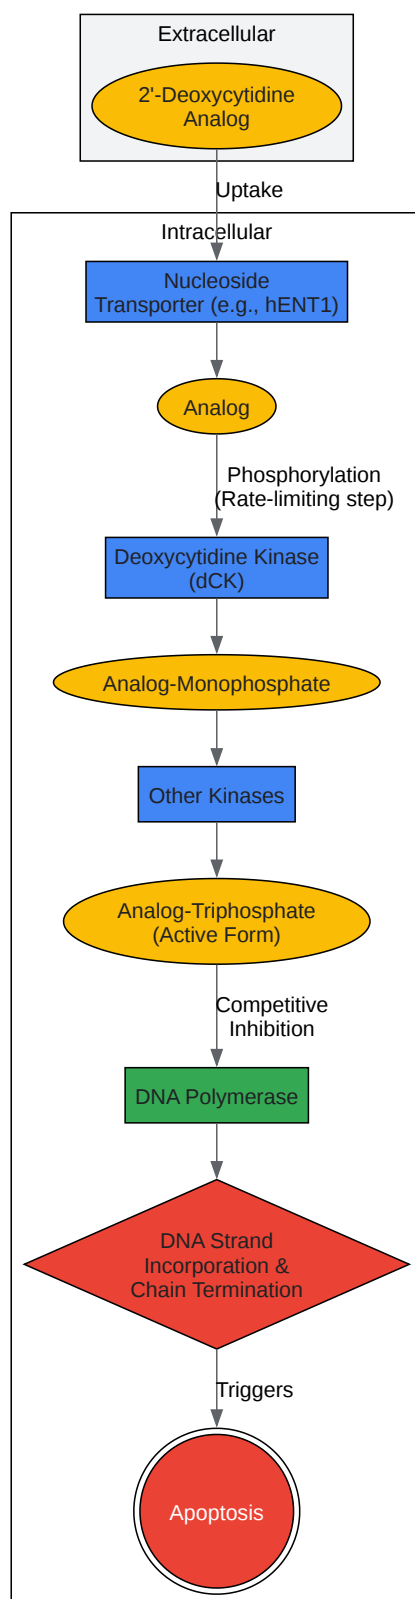 Extracellular
2'-Deoxycytidine
Analog
Uptake
Intracellular
Nucleoside
Transporter (e.g., hENT1)
Analog
Phosphorylation
(Rate-limiting step)
Deoxycytidine Kinase
(dCK)
Analog-Monophosphate
Other Kinases
Analog-Triphosphate
(Active Form)
Competitive
Inhibition
DNA Polymerase
DNA Strand
Incorporation &
Chain Termination
Triggers
Apoptosis